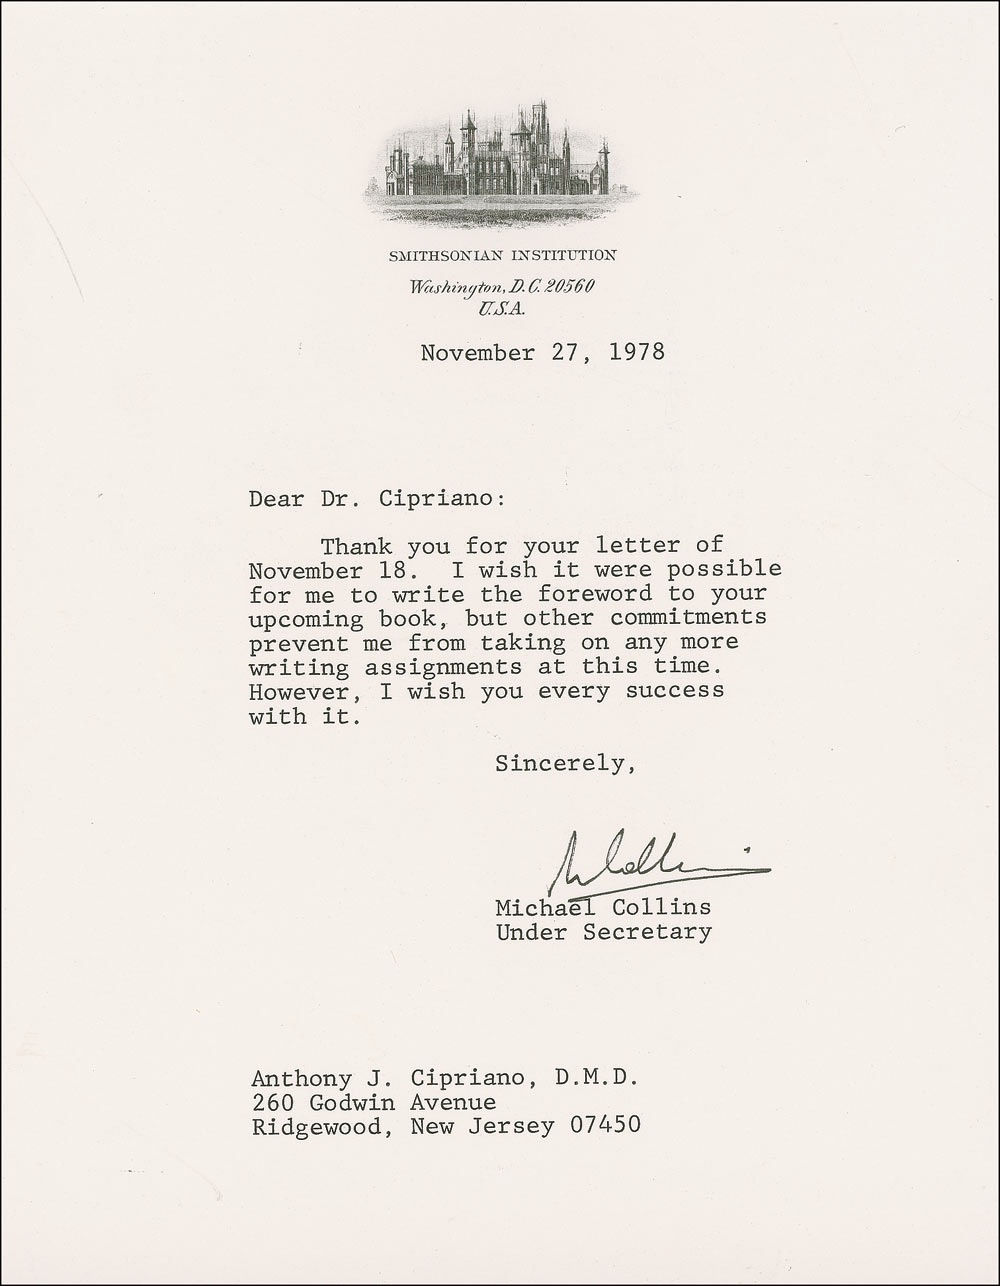 SMITHSONIAN INSTITUTION
Washington, D.C. 20560
U.S.A.
November 27, 1978
Dear Dr. Cipriano:
Thank you for your letter of
November 18. I wish it were possible
for me to write the foreword to your
upcoming book, but other commitments
prevent me from taking on any more
writing assignments at this time.
However, I wish you every success
with it.
Sincerely,
M Collins
Michael Collins
Under Secretary
Anthony J. Cipriano, D.M.D.
260 Godwin Avenue
Ridgewood, New Jersey 07450